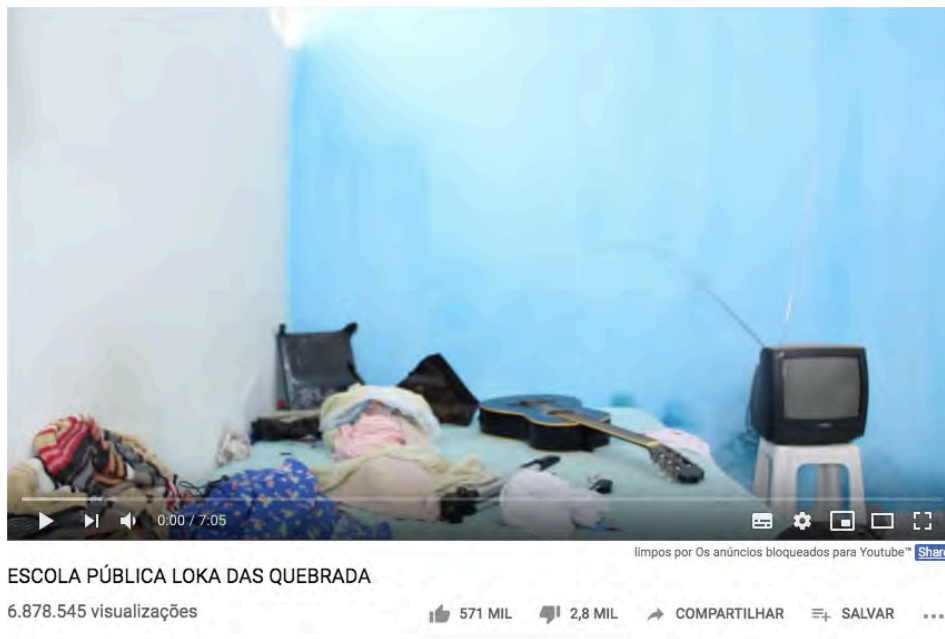 0:00 / 7:05
limpos por Os anúncios bloqueados para Youtube™ Share
ESCOLA PÚBLICA LOKA DAS QUEBRADA
6.878.545 visualizações 571 MIL 2,8 MIL COMPARTILHAR SALVAR